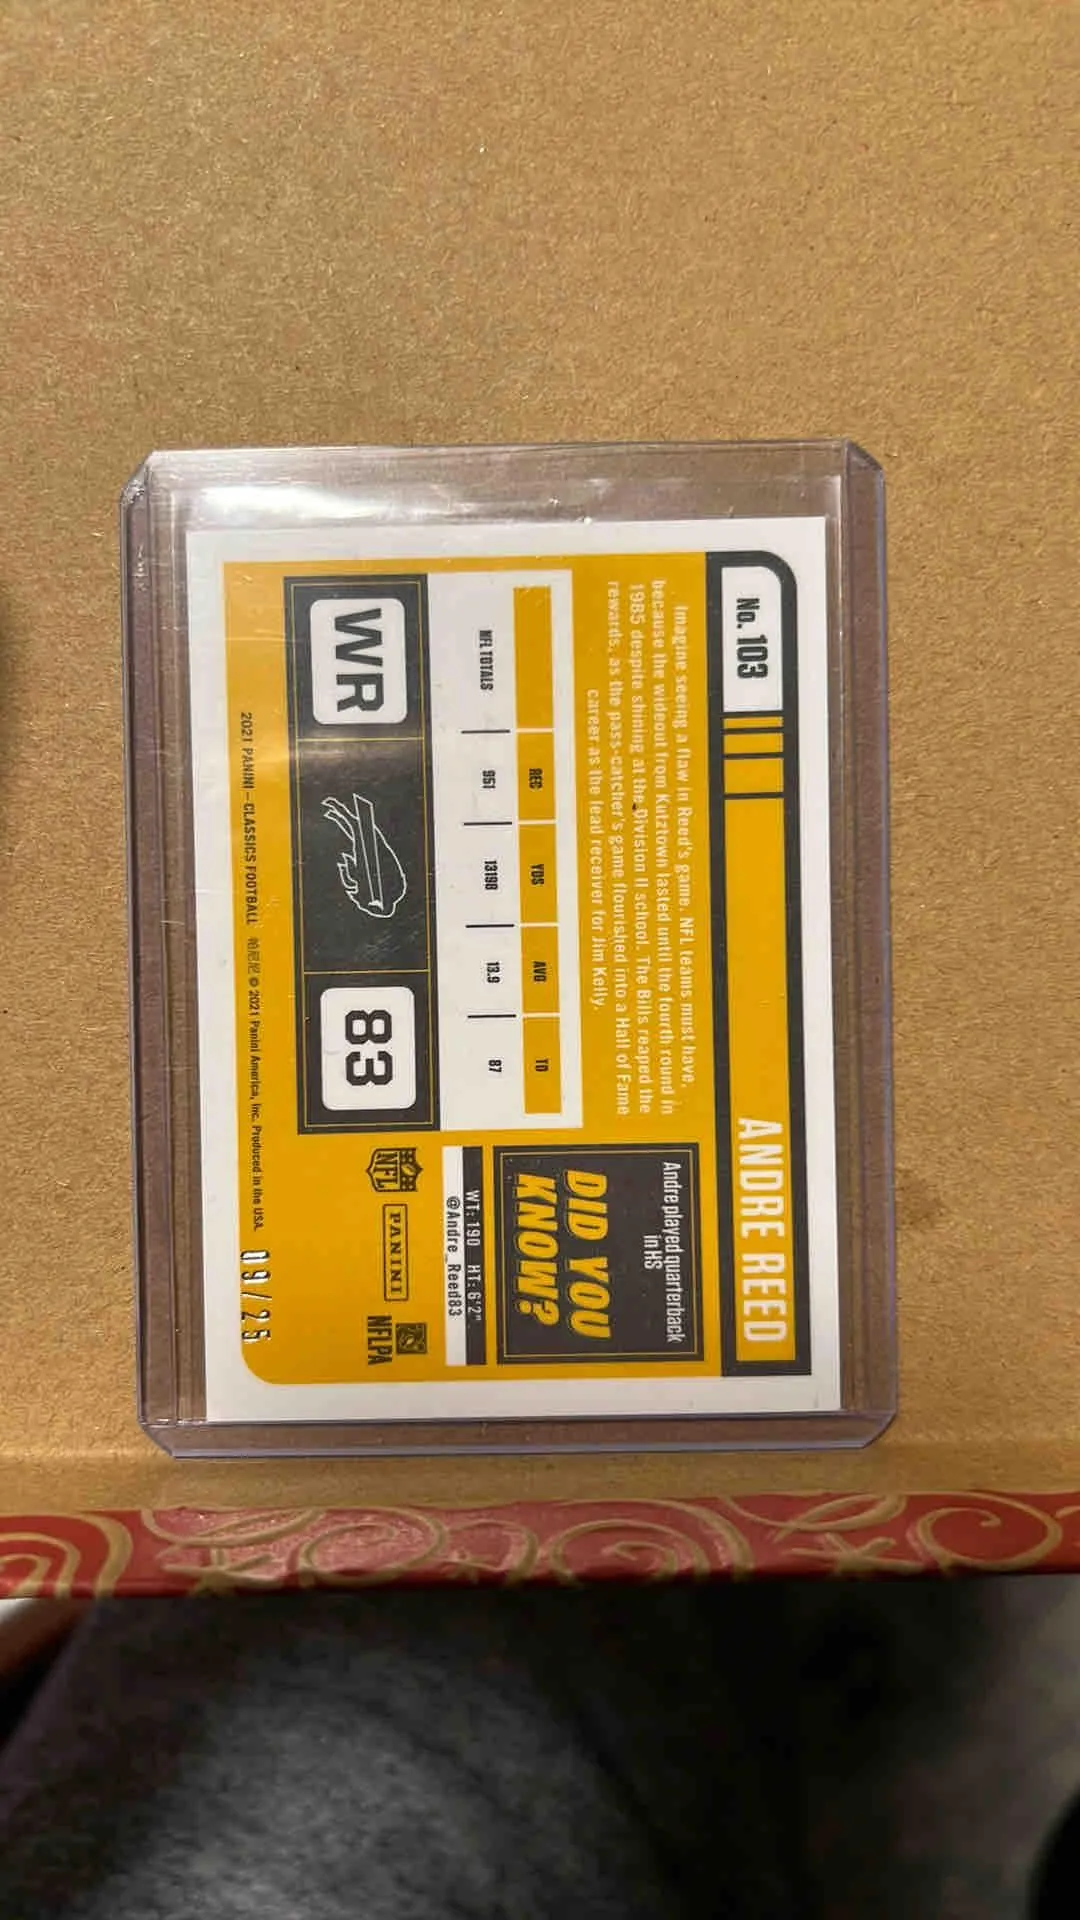 No. 103
ANDRE REED
Imagine seeing a flaw in Reed's game. NFL teams must have,
because the wideout from Kutztown lasted until the fourth round in
1985 despite shining at the Division II school. The Bills reaped the
rewards, as the pass-catcher's game flourished into a Hall of Fame
career as the lead receiver for Jim Kelly.
REC YDS AVG TD
NFL TOTALS 951 13198 13.9 87
WR
83
Andre played quarterback
in HS
DID YOU
KNOW?
WT: 190 HT: 6'2"
@Andre_Reed83
NFL
PANINI
NFLPA
2021 PANINI – CLASSICS FOOTBALL 帕尼尼 © 2021 Panini America, Inc. Produced in the USA.
09/25